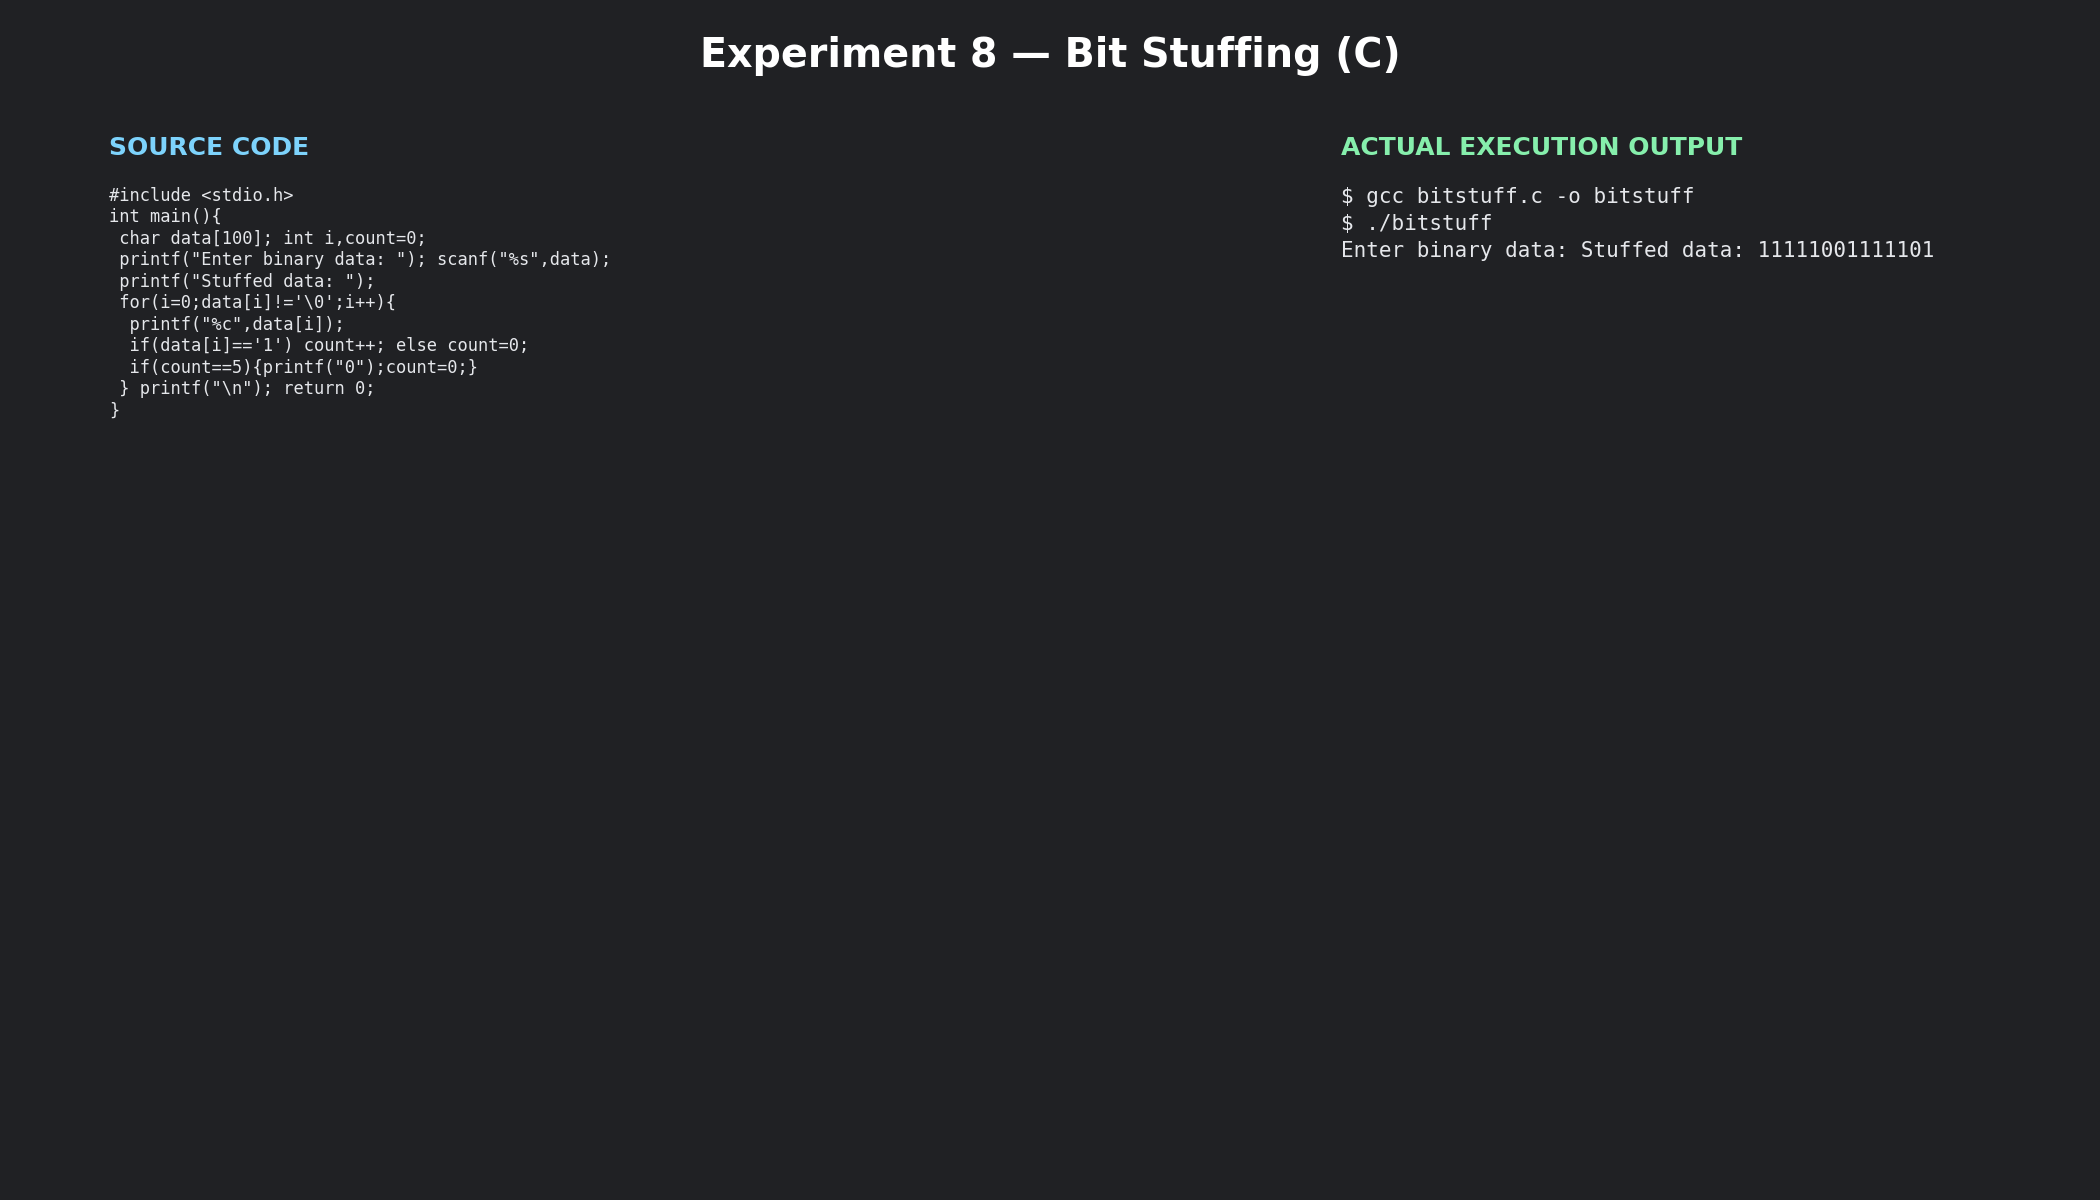 Experiment 8 — Bit Stuffing (C)
SOURCE CODE
#include <stdio.h>
int main(){
 char data[100]; int i,count=0;
 printf("Enter binary data: "); scanf("%s",data);
 printf("Stuffed data: ");
 for(i=0;data[i]!='\0';i++){
  printf("%c",data[i]);
  if(data[i]=='1') count++; else count=0;
  if(count==5){printf("0");count=0;}
 } printf("\n"); return 0;
}
ACTUAL EXECUTION OUTPUT
$ gcc bitstuff.c -o bitstuff
$ ./bitstuff
Enter binary data: Stuffed data: 11111001111101